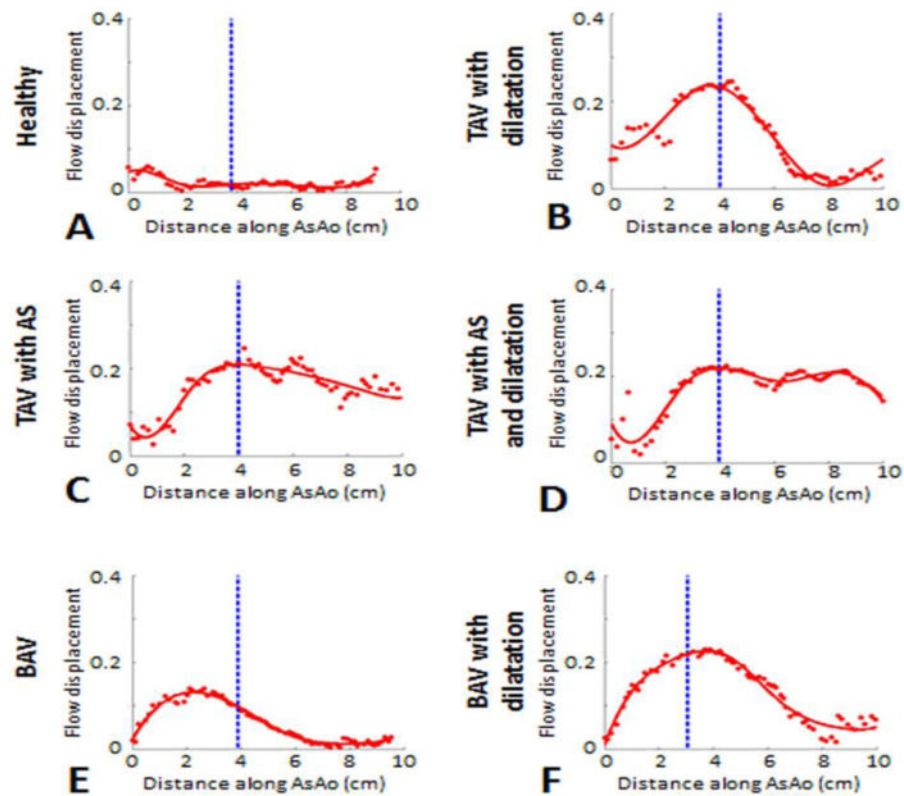 Healthy
Flow displacement
0.4
0.2
0
0 2 4 6 8 10
Distance along AsAo (cm)
A
TAV with
dilatation
Flow displacement
0.4
0.2
0
0 2 4 6 8 10
Distance along AsAo (cm)
B
TAV with AS
Flow displacement
0.4
0.2
0
0 2 4 6 8 10
Distance along AsAo (cm)
C
TAV with AS
and dilatation
Flow displacement
0.4
0.2
0
0 2 4 6 8 10
Distance along AsAo (cm)
D
BAV
Flow displacement
0.4
0.2
0
0 2 4 6 8 10
Distance along AsAo (cm)
E
BAV with
dilatation
Flow displacement
0.4
0.2
0
0 2 4 6 8 10
Distance along AsAo (cm)
F